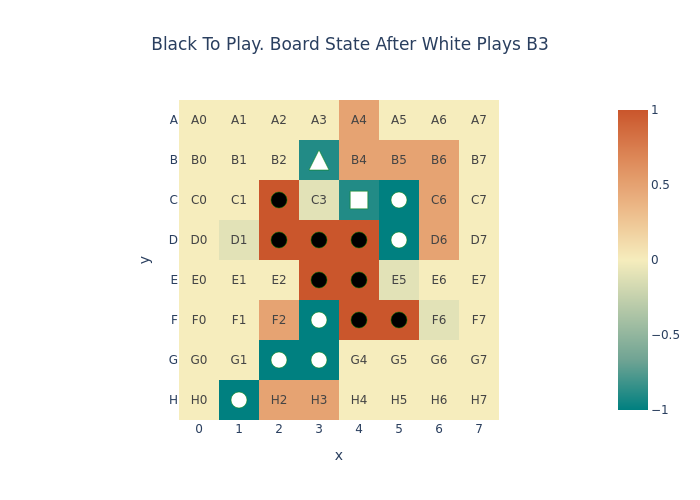 Black To Play. Board State After White Plays B3
A A0 A1 A2 A3 A4 A5 A6 A7
B B0 B1 B2 B4 B5 B6 B7
C C0 C1 C3 C6 C7
D D0 D1 D6 D7
E E0 E1 E2 E5 E6 E7
F F0 F1 F2 F6 F7
G G0 G1 G4 G5 G6 G7
H H0 H2 H3 H4 H5 H6 H7
0 1 2 3 4 5 6 7
x
y
1
0.5
0
−0.5
−1